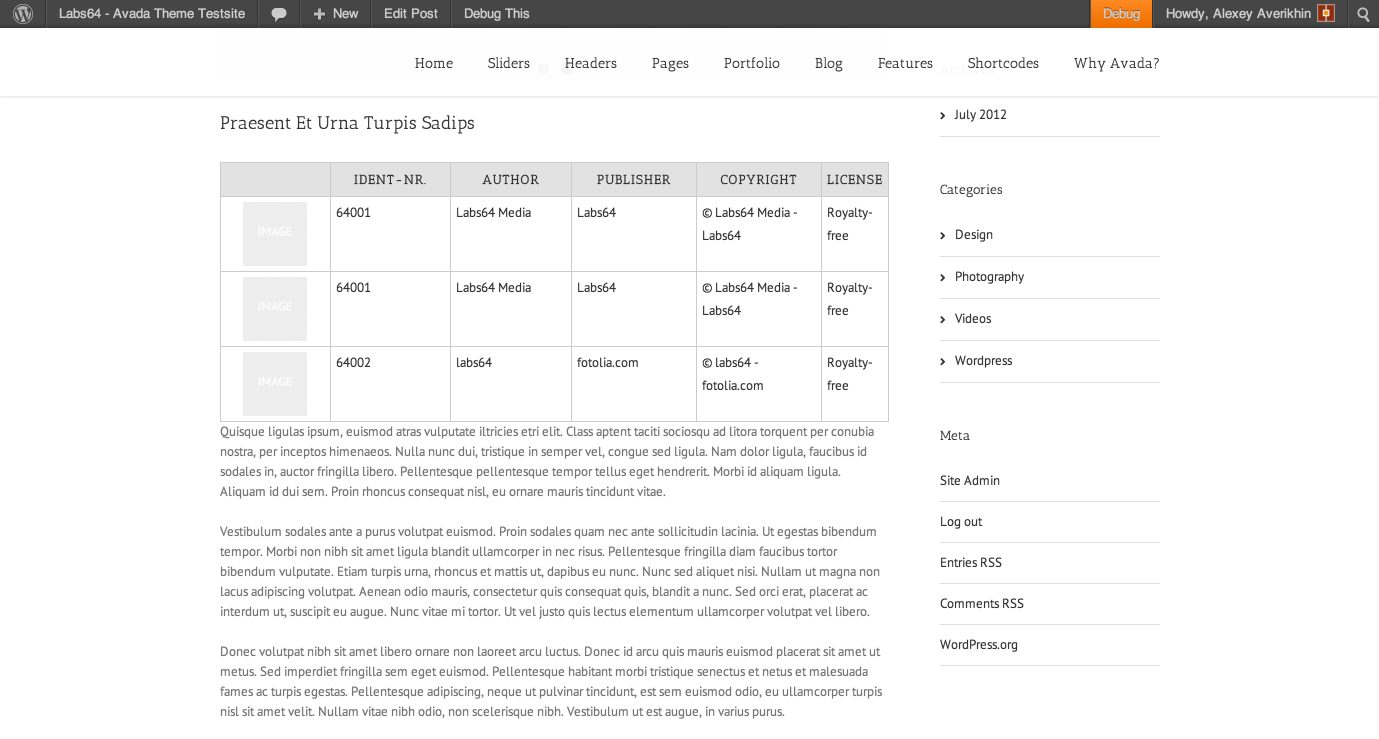 Labs64 - Avada Theme Testsite New Edit Post Debug This Debug Howdy, Alexey Averikhin
Home Sliders Headers Pages Portfolio Blog Features Shortcodes Why Avada?
Praesent Et Urna Turpis Sadips
IDENT-NR. AUTHOR PUBLISHER COPYRIGHT LICENSE
IMAGE 64001 Labs64 Media Labs64 © Labs64 Media - Royalty-
Labs64 free
IMAGE 64001 Labs64 Media Labs64 © Labs64 Media - Royalty-
Labs64 free
IMAGE 64002 labs64 fotolia.com © labs64 - Royalty-
fotolia.com free
Quisque ligulas ipsum, euismod atras vulputate iltricies etri elit. Class aptent taciti sociosqu ad litora torquent per conubia
nostra, per inceptos himenaeos. Nulla nunc dui, tristique in semper vel, congue sed ligula. Nam dolor ligula, faucibus id
sodales in, auctor fringilla libero. Pellentesque pellentesque tempor tellus eget hendrerit. Morbi id aliquam ligula.
Aliquam id dui sem. Proin rhoncus consequat nisl, eu ornare mauris tincidunt vitae.
Vestibulum sodales ante a purus volutpat euismod. Proin sodales quam nec ante sollicitudin lacinia. Ut egestas bibendum
tempor. Morbi non nibh sit amet ligula blandit ullamcorper in nec risus. Pellentesque fringilla diam faucibus tortor
bibendum vulputate. Etiam turpis urna, rhoncus et mattis ut, dapibus eu nunc. Nunc sed aliquet nisi. Nullam ut magna non
lacus adipiscing volutpat. Aenean odio mauris, consectetur quis consequat quis, blandit a nunc. Sed orci erat, placerat ac
interdum ut, suscipit eu augue. Nunc vitae mi tortor. Ut vel justo quis lectus elementum ullamcorper volutpat vel libero.
Donec volutpat nibh sit amet libero ornare non laoreet arcu luctus. Donec id arcu quis mauris euismod placerat sit amet ut
metus. Sed imperdiet fringilla sem eget euismod. Pellentesque habitant morbi tristique senectus et netus et malesuada
fames ac turpis egestas. Pellentesque adipiscing, neque ut pulvinar tincidunt, est sem euismod odio, eu ullamcorper turpis
nisl sit amet velit. Nullam vitae nibh odio, non scelerisque nibh. Vestibulum ut est augue, in varius purus.
July 2012
Categories
Design
Photography
Videos
Wordpress
Meta
Site Admin
Log out
Entries RSS
Comments RSS
WordPress.org